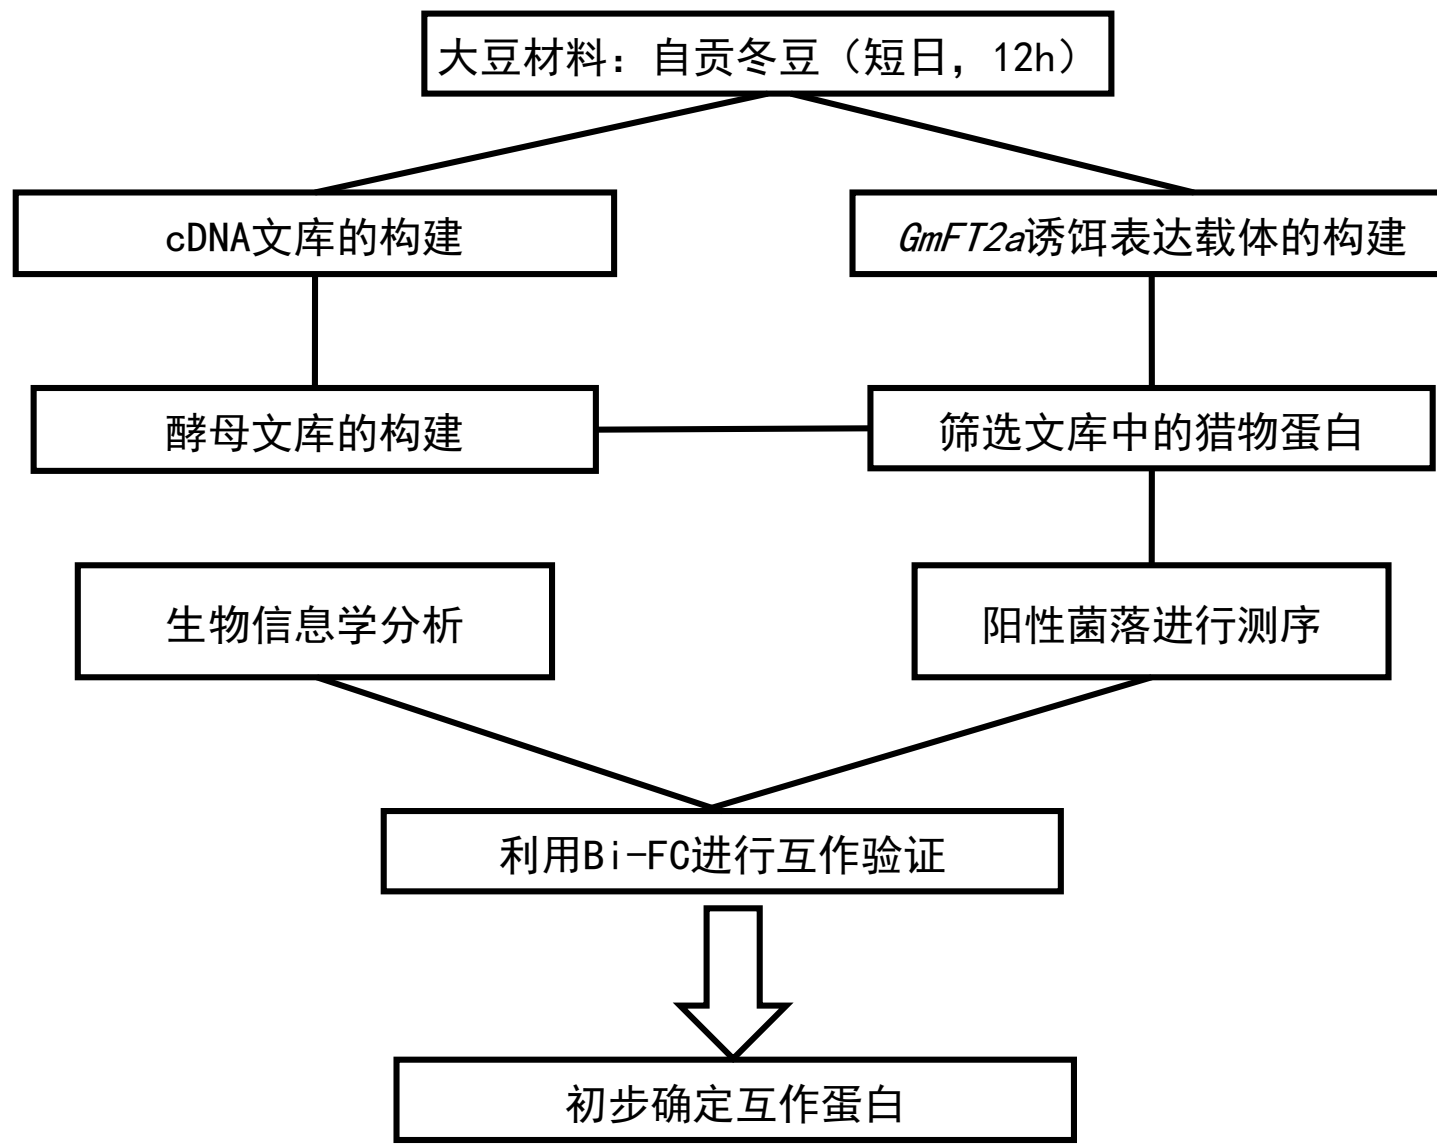 大豆材料：自贡冬豆（短日，12h）
cDNA文库的构建
GmFT2a诱饵表达载体的构建
酵母文库的构建
筛选文库中的猎物蛋白
生物信息学分析
阳性菌落进行测序
利用Bi-FC进行互作验证
初步确定互作蛋白